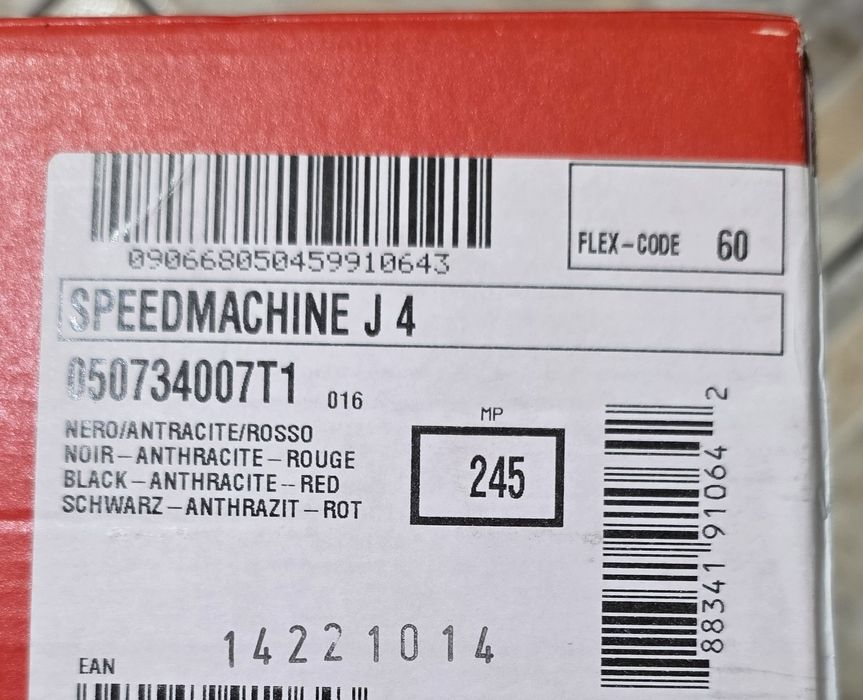 090668050459910643
FLEX-CODE 60
SPEEDMACHINE J 4
050734007T1 016
NERO/ANTRACITE/ROSSO
NOIR-ANTHRACITE-ROUGE
BLACK-ANTHRACITE--RED
SCHWARZ-ANTHRAZIT-ROT
MP
245
88341 91064 2
14221014
EAN